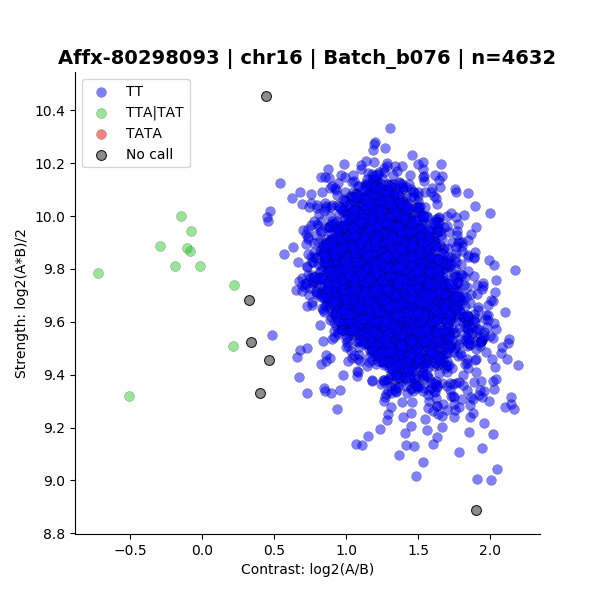 Affx-80298093 | chr16 | Batch_b076 | n=4632
TT
TTA|TAT
TATA
No call
Strength: log2(A*B)/2
10.4
10.2
10.0
9.8
9.6
9.4
9.2
9.0
8.8
−0.5
0.0
0.5
1.0
1.5
2.0
Contrast: log2(A/B)